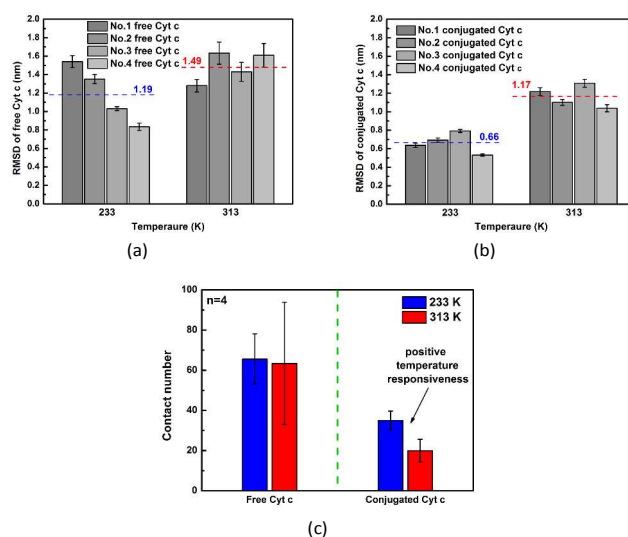 RMSD of free Cyt c (nm)
2.0
1.8
1.6
1.4
1.2
1.0
0.8
0.6
0.4
0.2
0.0
No.1 free Cyt c
No.2 free Cyt c
No.3 free Cyt c
No.4 free Cyt c
1.19
1.49
233
313
Temperaure (K)
(a)
RMSD of conjugated Cyt c (nm)
2.0
1.8
1.6
1.4
1.2
1.0
0.8
0.6
0.4
0.2
0.0
No.1 conjugated Cyt c
No.2 conjugated Cyt c
No.3 conjugated Cyt c
No.4 conjugated Cyt c
0.66
1.17
233
313
Temperaure (K)
(b)
Contact number
100
80
60
40
20
0
n=4
233 K
313 K
positive
temperature
responsiveness
Free Cyt c
Conjugated Cyt c
(c)